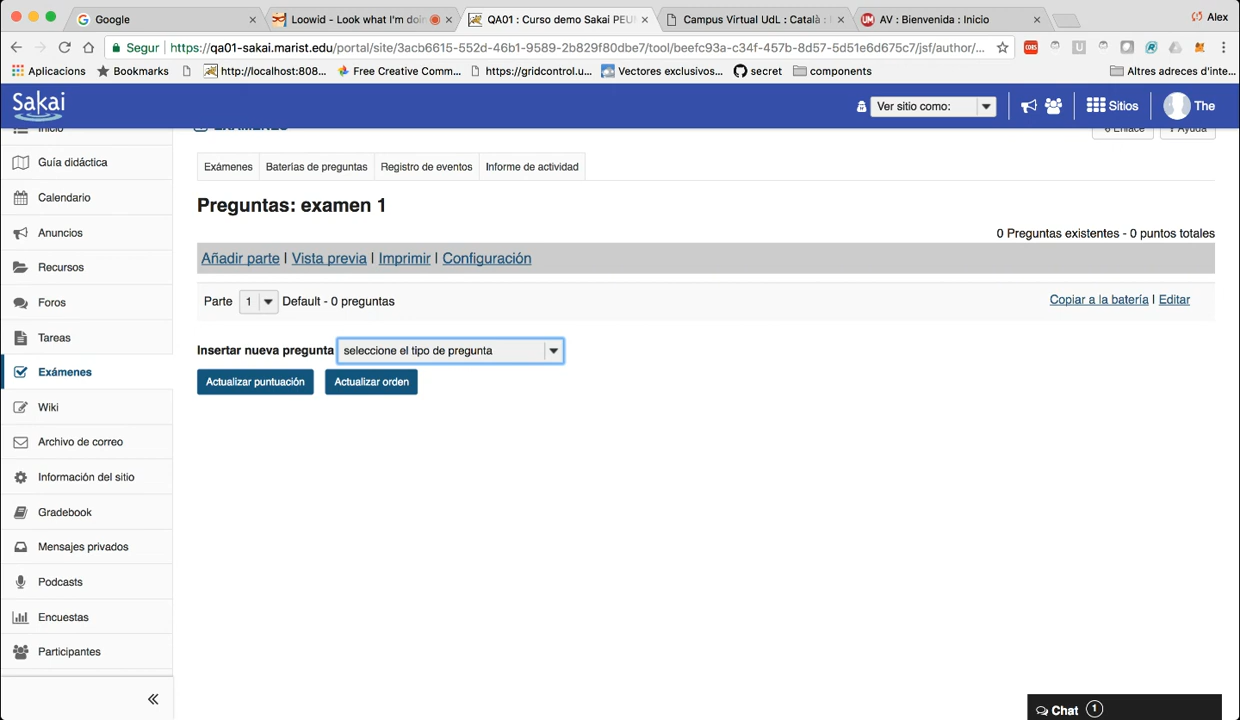 Google
Loowid - Look what I'm doin
QA01 : Curso demo Sakai PEU
Campus Virtual UdL : Català :
AV : Bienvenida : Inicio
Alex
Segur
https://qa01-sakai.marist.edu/portal/site/3acb6615-552d-46b1-9589-2b829f80dbe7/tool/beefc93a-c34f-457b-8d57-5d51e6d675c7/jsf/author/...
Aplicacions
Bookmarks
http://localhost:808...
Free Creative Comm...
https://gridcontrol.u...
Vectores exclusivos...
secret
components
Altres adreces d'inte...
Sakai
Ver sitio como:
Sitios
The
Inicio
EXÁMENES
Enlace
? Ayuda
Guía didáctica
Calendario
Anuncios
Recursos
Foros
Tareas
Exámenes
Wiki
Archivo de correo
Información del sitio
Gradebook
Mensajes privados
Podcasts
Encuestas
Participantes
Exámenes
Baterías de preguntas
Registro de eventos
Informe de actividad
Preguntas: examen 1
0 Preguntas existentes - 0 puntos totales
Añadir parte | Vista previa | Imprimir | Configuración
Parte 1 Default - 0 preguntas
Copiar a la batería | Editar
Insertar nueva pregunta seleccione el tipo de pregunta
Actualizar puntuación
Actualizar orden
Chat 1